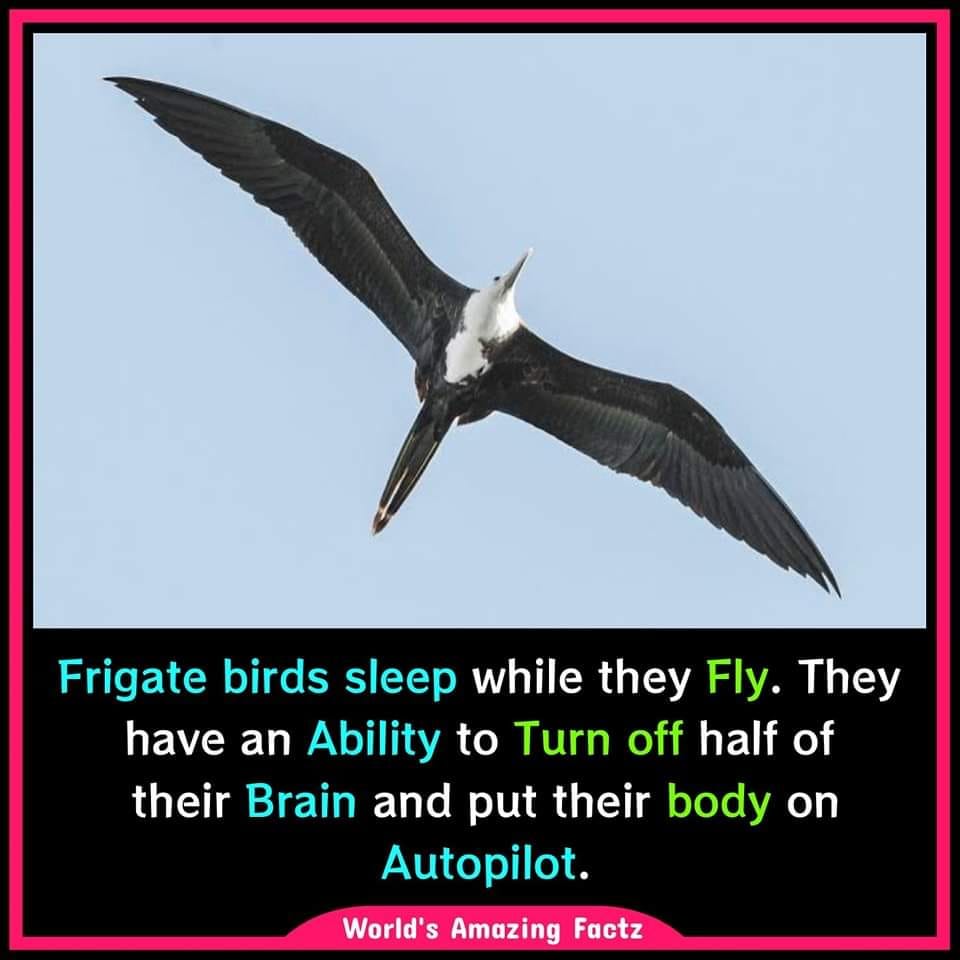 Frigate birds sleep while they Fly. They
have an Ability to Turn off half of
their Brain and put their body on
Autopilot.
World's Amazing Factz